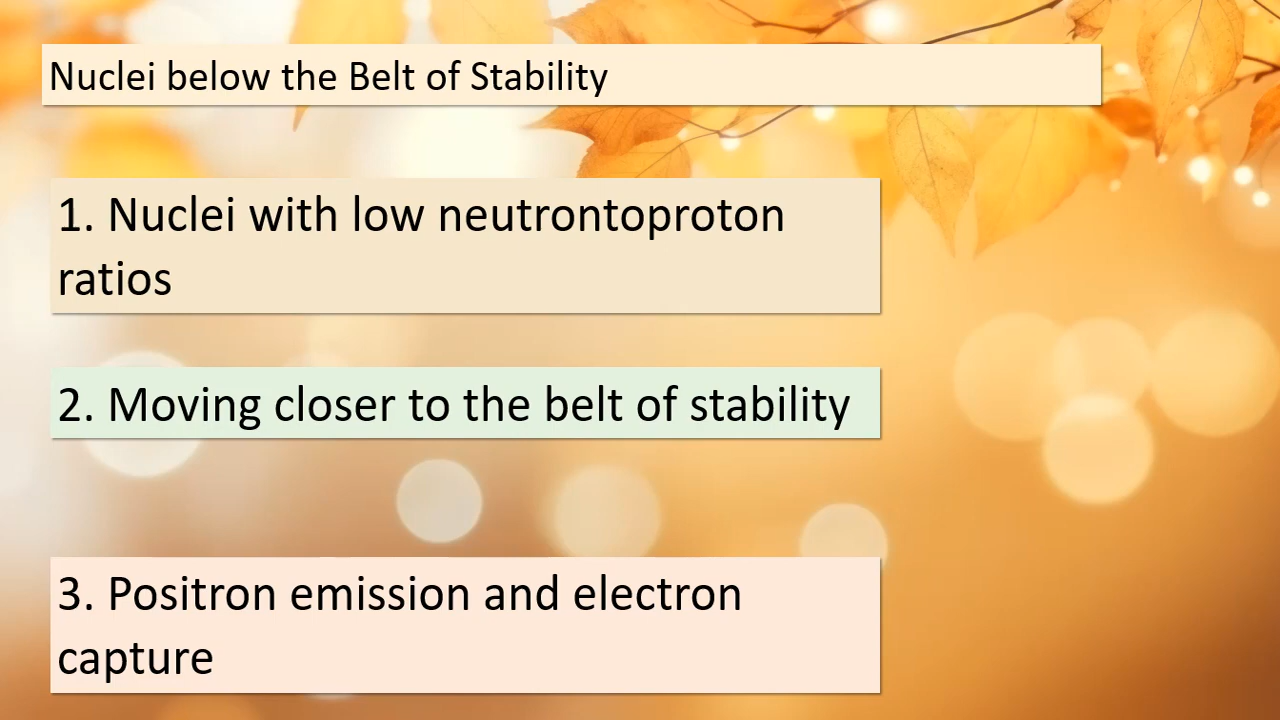 Nuclei below the Belt of Stability
1. Nuclei with low neutrontoproton
ratios
2. Moving closer to the belt of stability
3. Positron emission and electron
capture